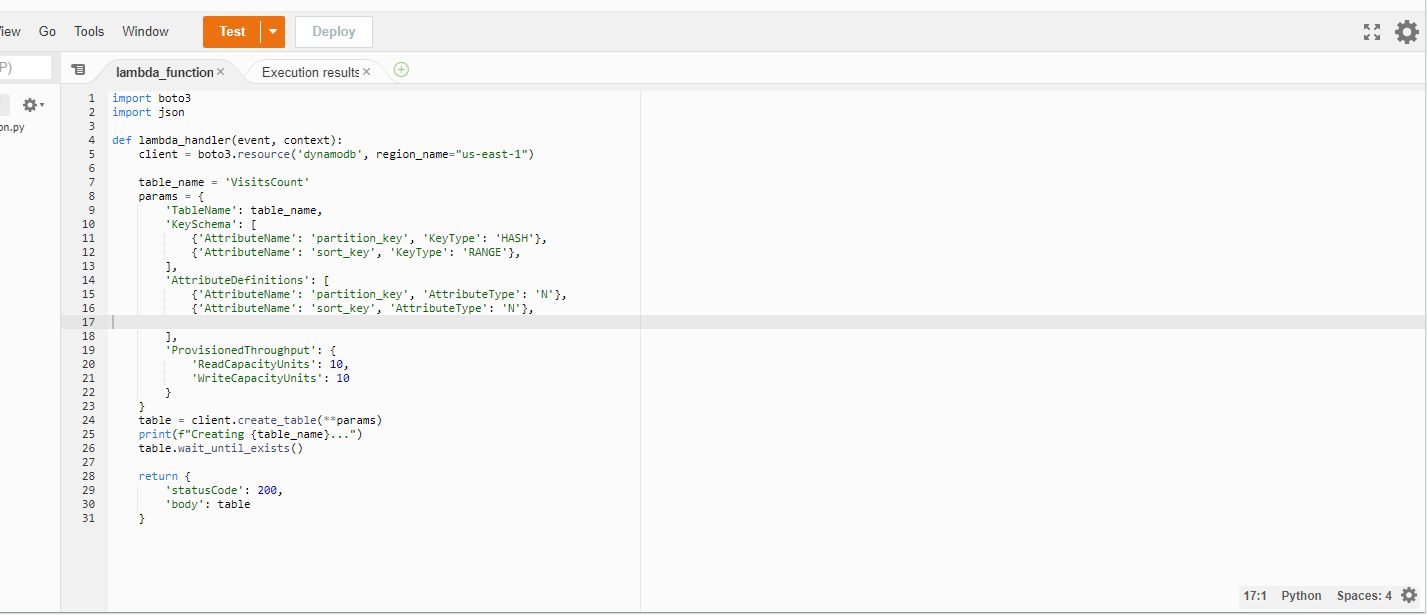 Go Tools Window Test Deploy
lambda_function × Execution results ×
on.py
1 import boto3
2 import json
3
4 def lambda_handler(event, context):
5     client = boto3.resource('dynamodb', region_name="us-east-1")
6
7     table_name = 'VisitsCount'
8     params = {
9         'TableName': table_name,
10         'KeySchema': [
11             {'AttributeName': 'partition_key', 'KeyType': 'HASH'},
12             {'AttributeName': 'sort_key', 'KeyType': 'RANGE'},
13         ],
14         'AttributeDefinitions': [
15             {'AttributeName': 'partition_key', 'AttributeType': 'N'},
16             {'AttributeName': 'sort_key', 'AttributeType': 'N'},
17
18         ],
19         'ProvisionedThroughput': {
20             'ReadCapacityUnits': 10,
21             'WriteCapacityUnits': 10
22         }
23     }
24     table = client.create_table(**params)
25     print(f"Creating {table_name}...")
26     table.wait_until_exists()
27
28     return {
29         'statusCode': 200,
30         'body': table
31     }
17:1 Python Spaces: 4